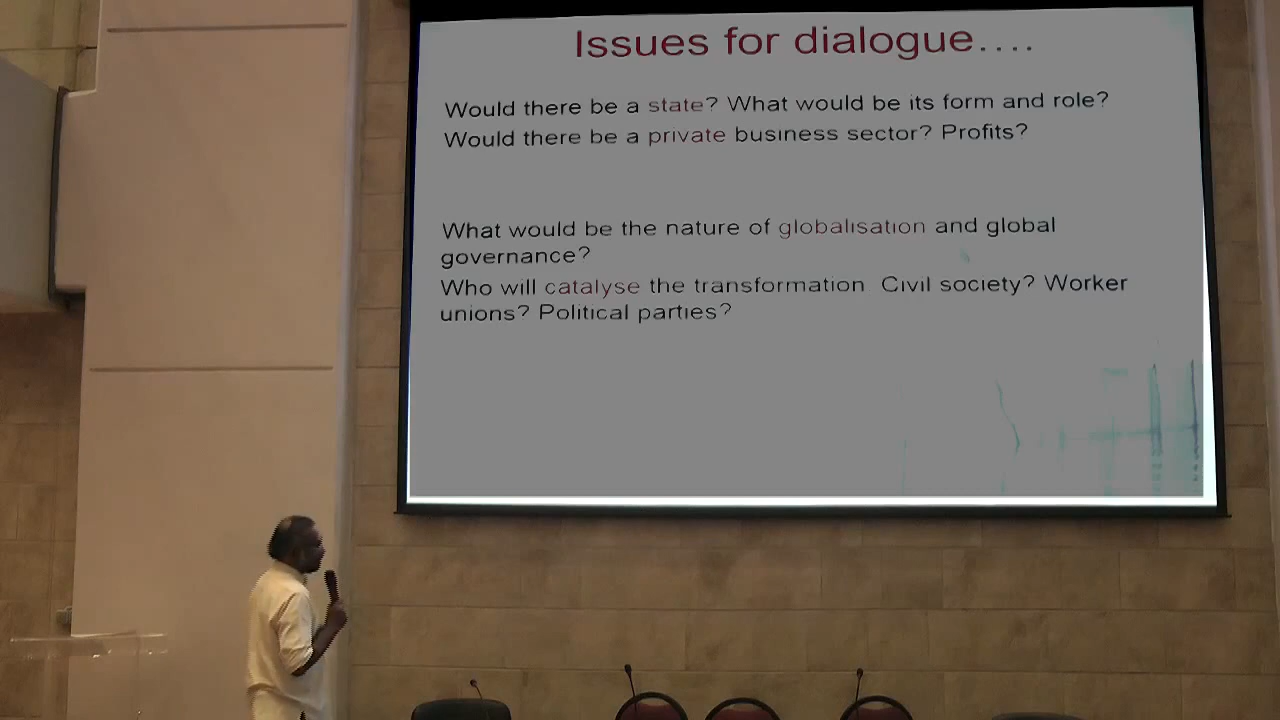 Issues for dialogue....
Would there be a state? What would be its form and role?
Would there be a private business sector? Profits?
What would be the nature of globalisation and global
governance?
Who will catalyse the transformation Civil society? Worker
unions? Political parties?